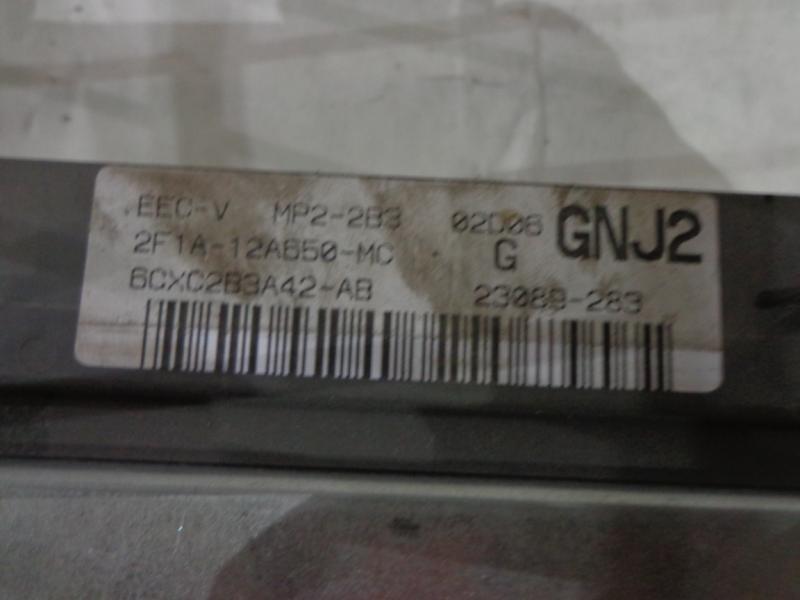 EEC-V MP2-2B3 02D06 GNJ2
2F1A-12A650-MC G
6CXC2B3A42-AB 23089-283